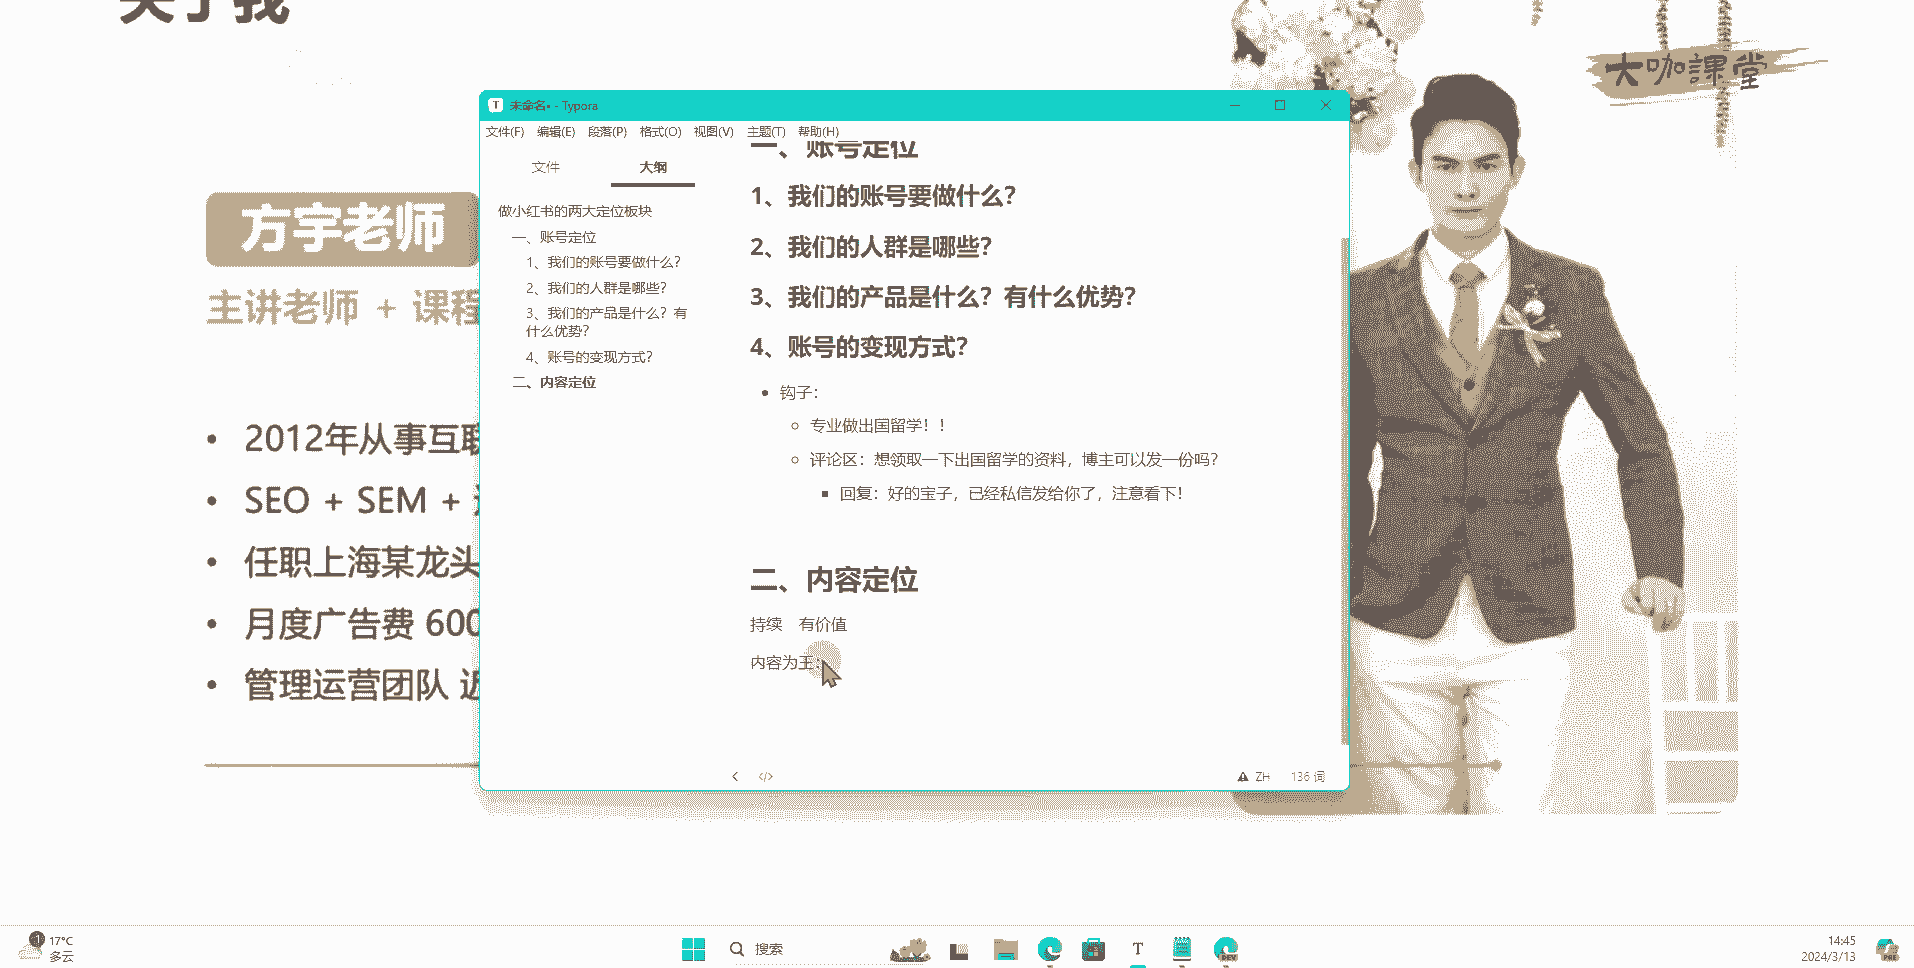 关于我
大咖課堂
方宇老师
主讲老师 + 课程
2012年从事互联
SEO + SEM +
任职上海某龙头
月度广告费 600
管理运营团队 近
T 未命名• - Typora
文件(F) 编辑(E) 段落(P) 格式(O) 视图(V) 主题(T) 帮助(H)
文件 大纲
做小红书的两大定位板块
一、账号定位
1、我们的账号要做什么？
2、我们的人群是哪些？
3、我们的产品是什么？有
什么优势？
4、账号的变现方式？
二、内容定位
一、账号定位
1、我们的账号要做什么？
2、我们的人群是哪些？
3、我们的产品是什么？有什么优势？
4、账号的变现方式？
钩子：
专业做出国留学！！
评论区：想领取一下出国留学的资料，博主可以发一份吗？
回复：好的宝子，已经私信发给你了，注意看下！
二、内容定位
持续 有价值
内容为王：
</> ZH 136 词
1 17°C
多云
搜索
T
DEV
14:45
2024/3/13
PRE